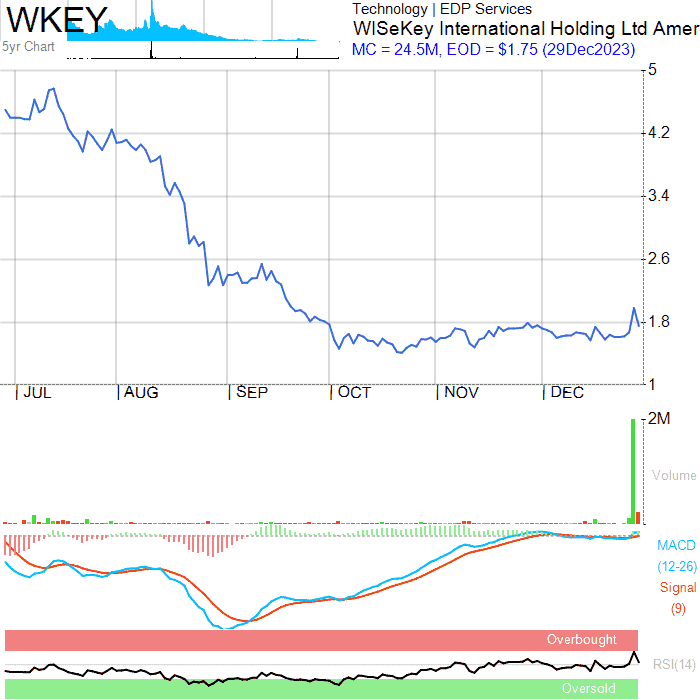 WKEY
5yr Chart
Technology | EDP Services
WISeKey International Holding Ltd Amer
MC = 24.5M, EOD = $1.75 (29Dec2023)
5
4.2
3.4
2.6
1.8
1
JUL AUG SEP OCT NOV DEC
2M
Volume
MACD
(12-26)
Signal
(9)
Overbought
RSI(14)
Oversold